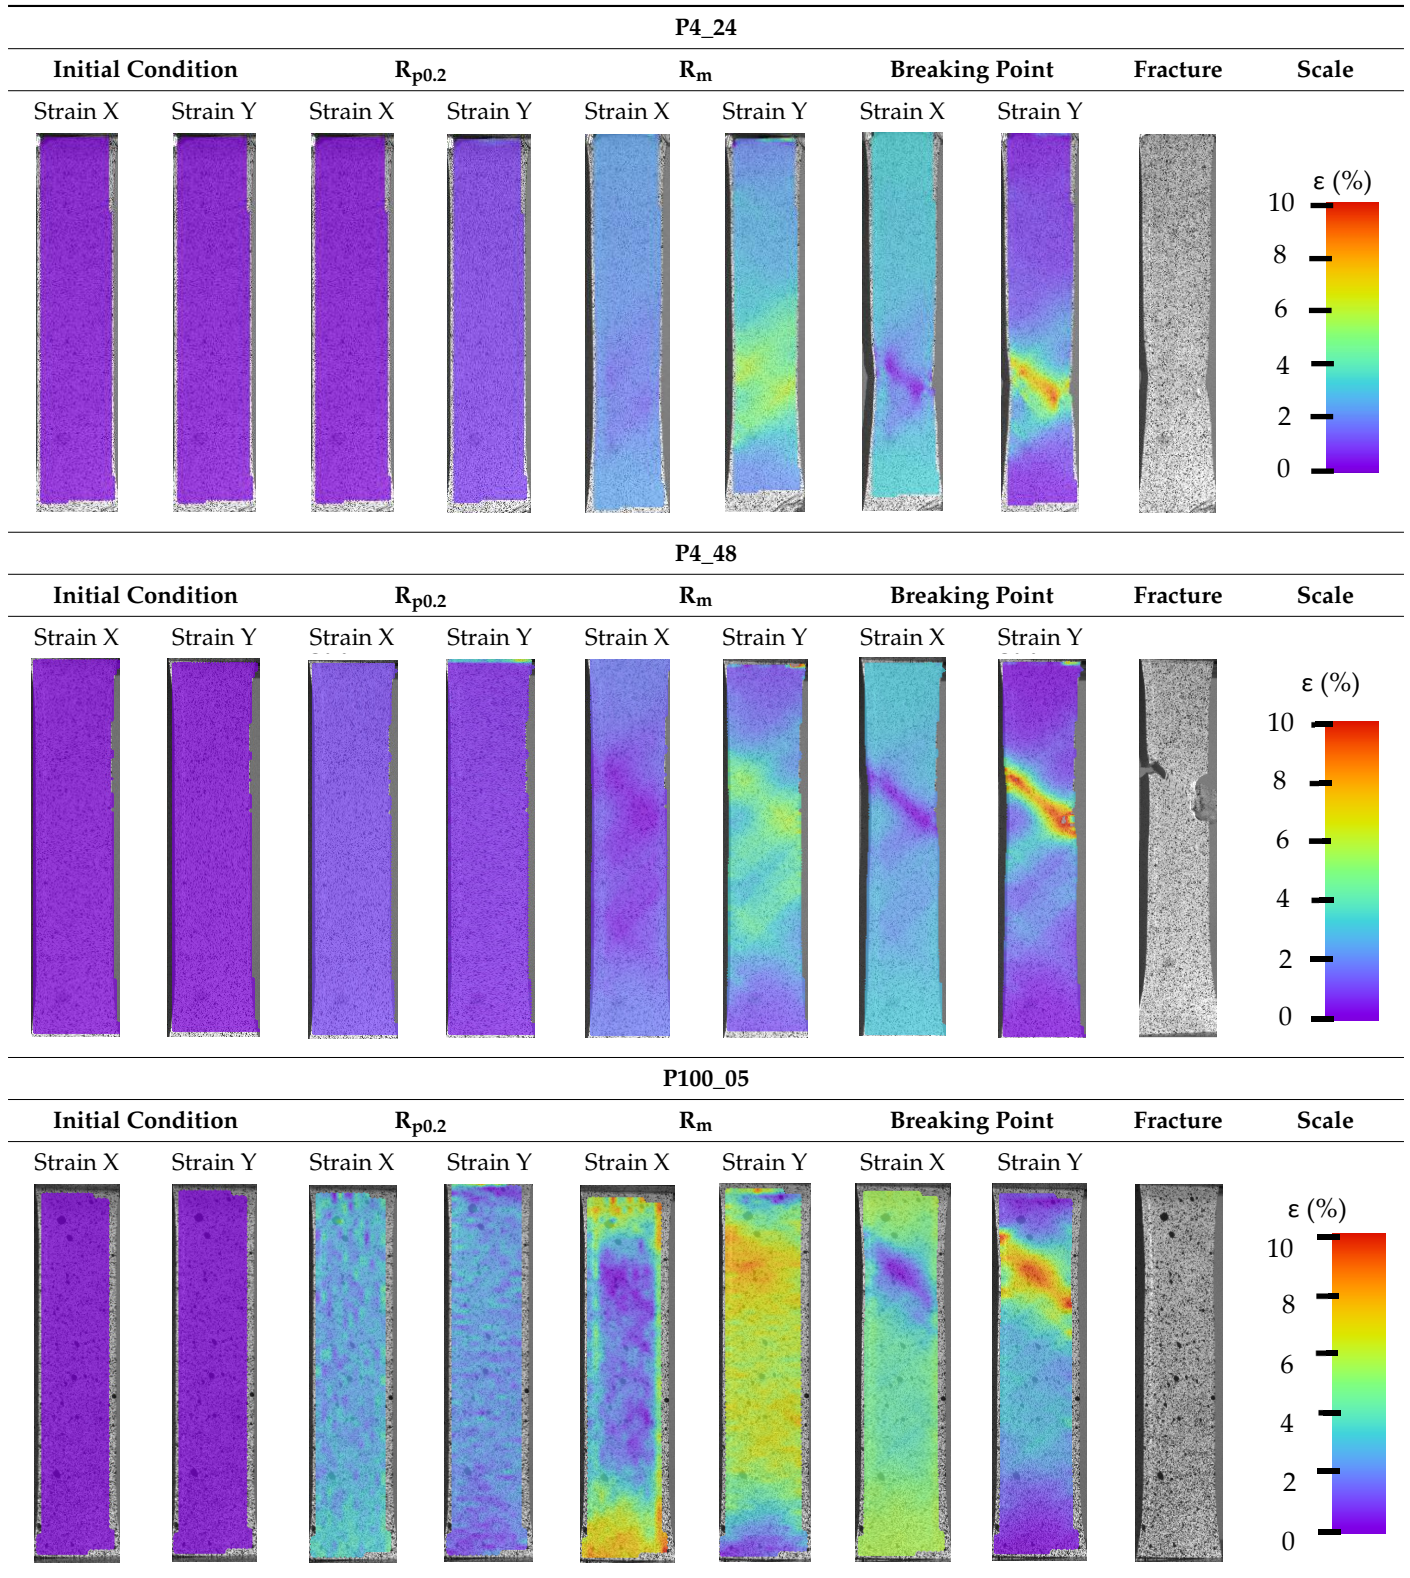 P4_24
Initial Condition Rp0.2 Rm Breaking Point Fracture Scale
Strain X Strain Y Strain X Strain Y Strain X Strain Y Strain X Strain Y
ε (%)
10
8
6
4
2
0
P4_48
Initial Condition Rp0.2 Rm Breaking Point Fracture Scale
Strain X Strain Y Strain X Strain Y Strain X Strain Y Strain X Strain Y
ε (%)
10
8
6
4
2
0
P100_05
Initial Condition Rp0.2 Rm Breaking Point Fracture Scale
Strain X Strain Y Strain X Strain Y Strain X Strain Y Strain X Strain Y
ε (%)
10
8
6
4
2
0